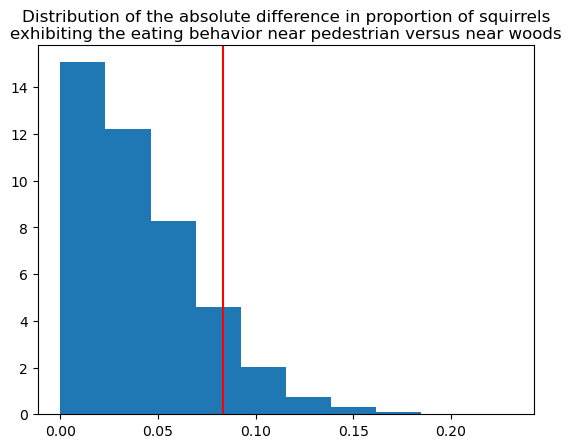 Distribution of the absolute difference in proportion of squirrels
exhibiting the eating behavior near pedestrian versus near woods
14
12
10
8
6
4
2
0
0.00 0.05 0.10 0.15 0.20